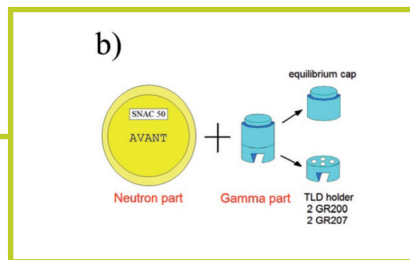 b)
equilibrium cap
SNAC 50
AVANT
Neutron part
Gamma part
TLD holder
2 GR200
2 GR207